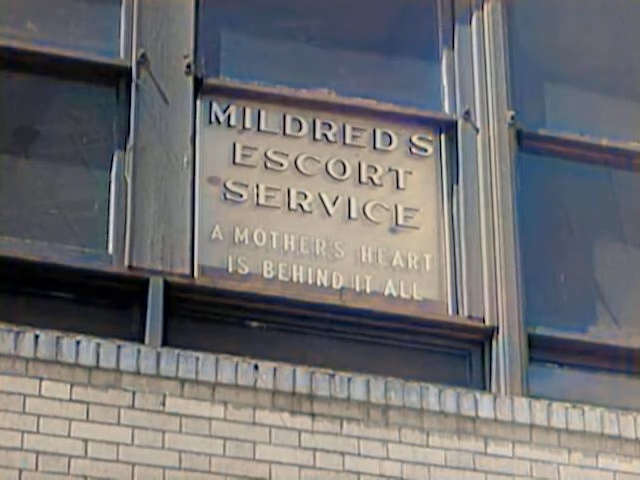 MILDRED'S
ESCORT
SERVICE
A MOTHER'S HEART
IS BEHIND IT ALL